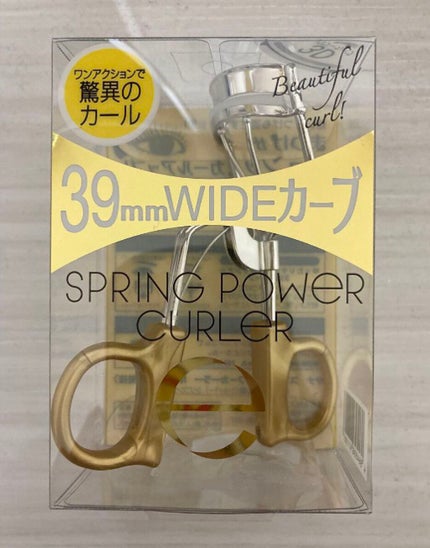 ワンアクションで
驚異の
カール
Beautiful
curl!
39mmWIDEカーブ
SPRING POWER
CURLER
e